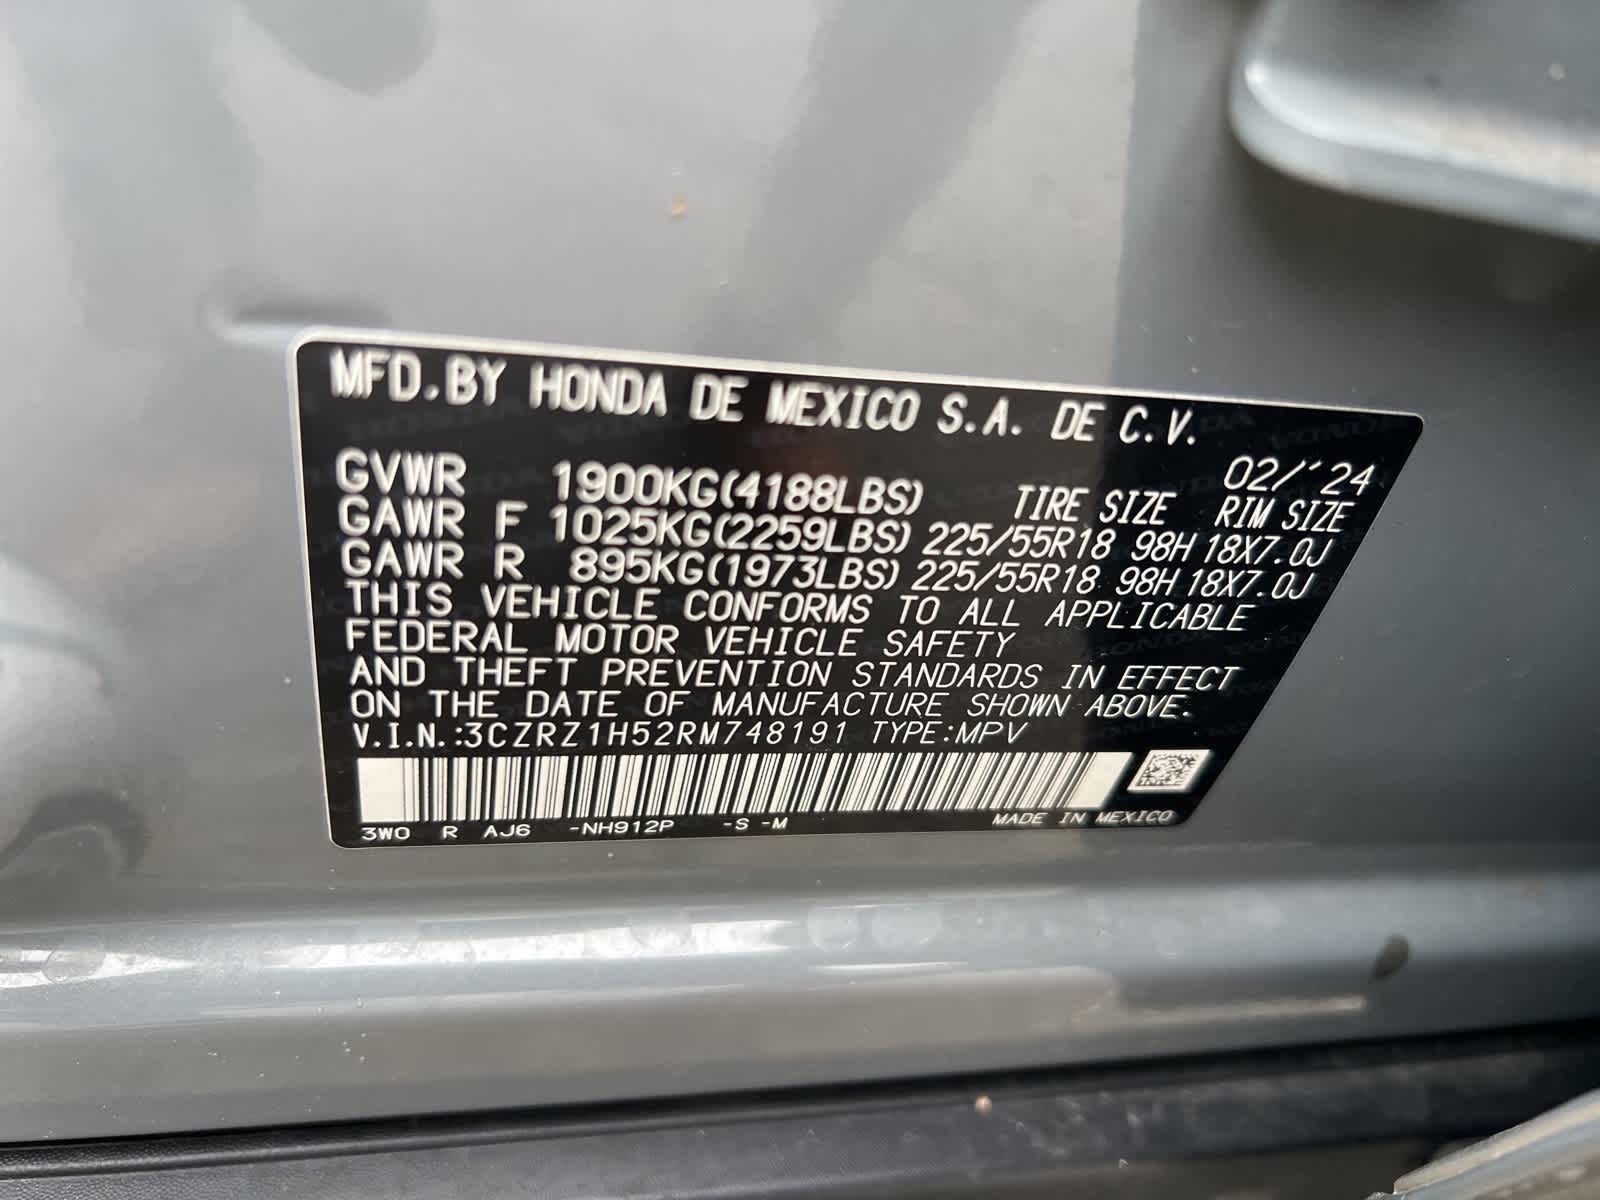 MFD.BY HONDA DE MEXICO S.A. DE C.V.
02/'24
GVWR 1900KG(4188LBS) TIRE SIZE RIM SIZE
GAWR F 1025KG(2259LBS) 225/55R18 98H 18X7.0J
GAWR R 895KG(1973LBS) 225/55R18 98H 18X7.0J
THIS VEHICLE CONFORMS TO ALL APPLICABLE
FEDERAL MOTOR VEHICLE SAFETY
AND THEFT PREVENTION STANDARDS IN EFFECT
ON THE DATE OF MANUFACTURE SHOWN ABOVE.
V.I.N.:3CZRZ1H52RM748191 TYPE:MPV
3WO R AJ6 -NH912P -S -M MADE IN MEXICO